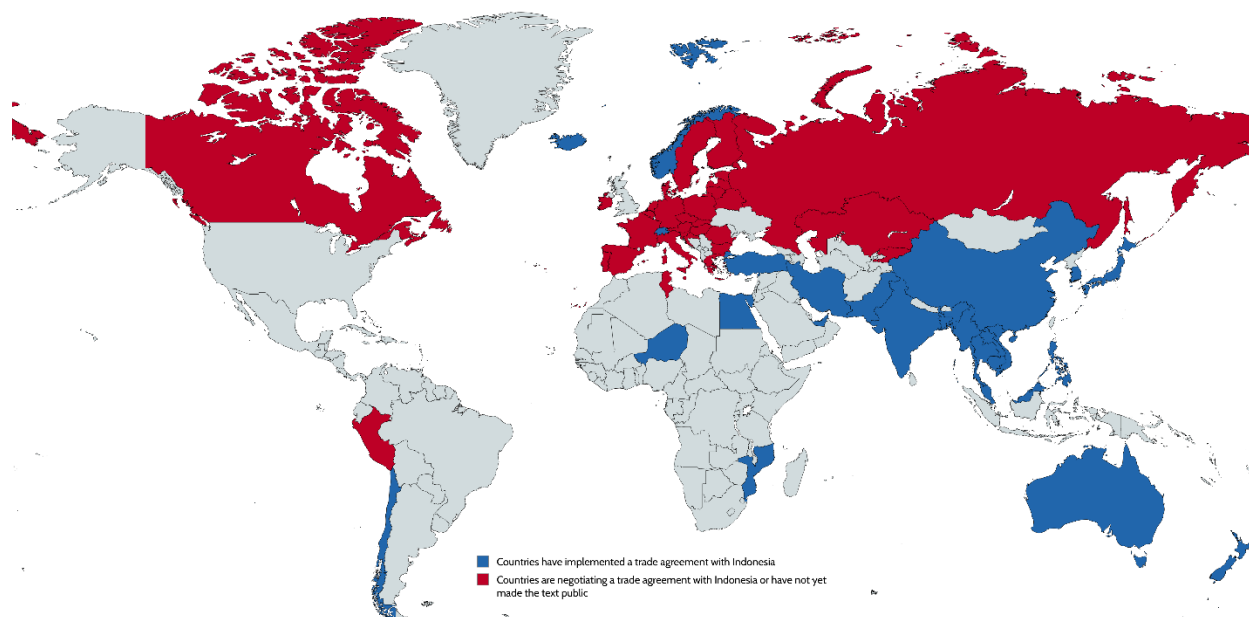 Countries have implemented a trade agreement with Indonesia
Countries are negotiating a trade agreement with Indonesia or have not yet
made the text public